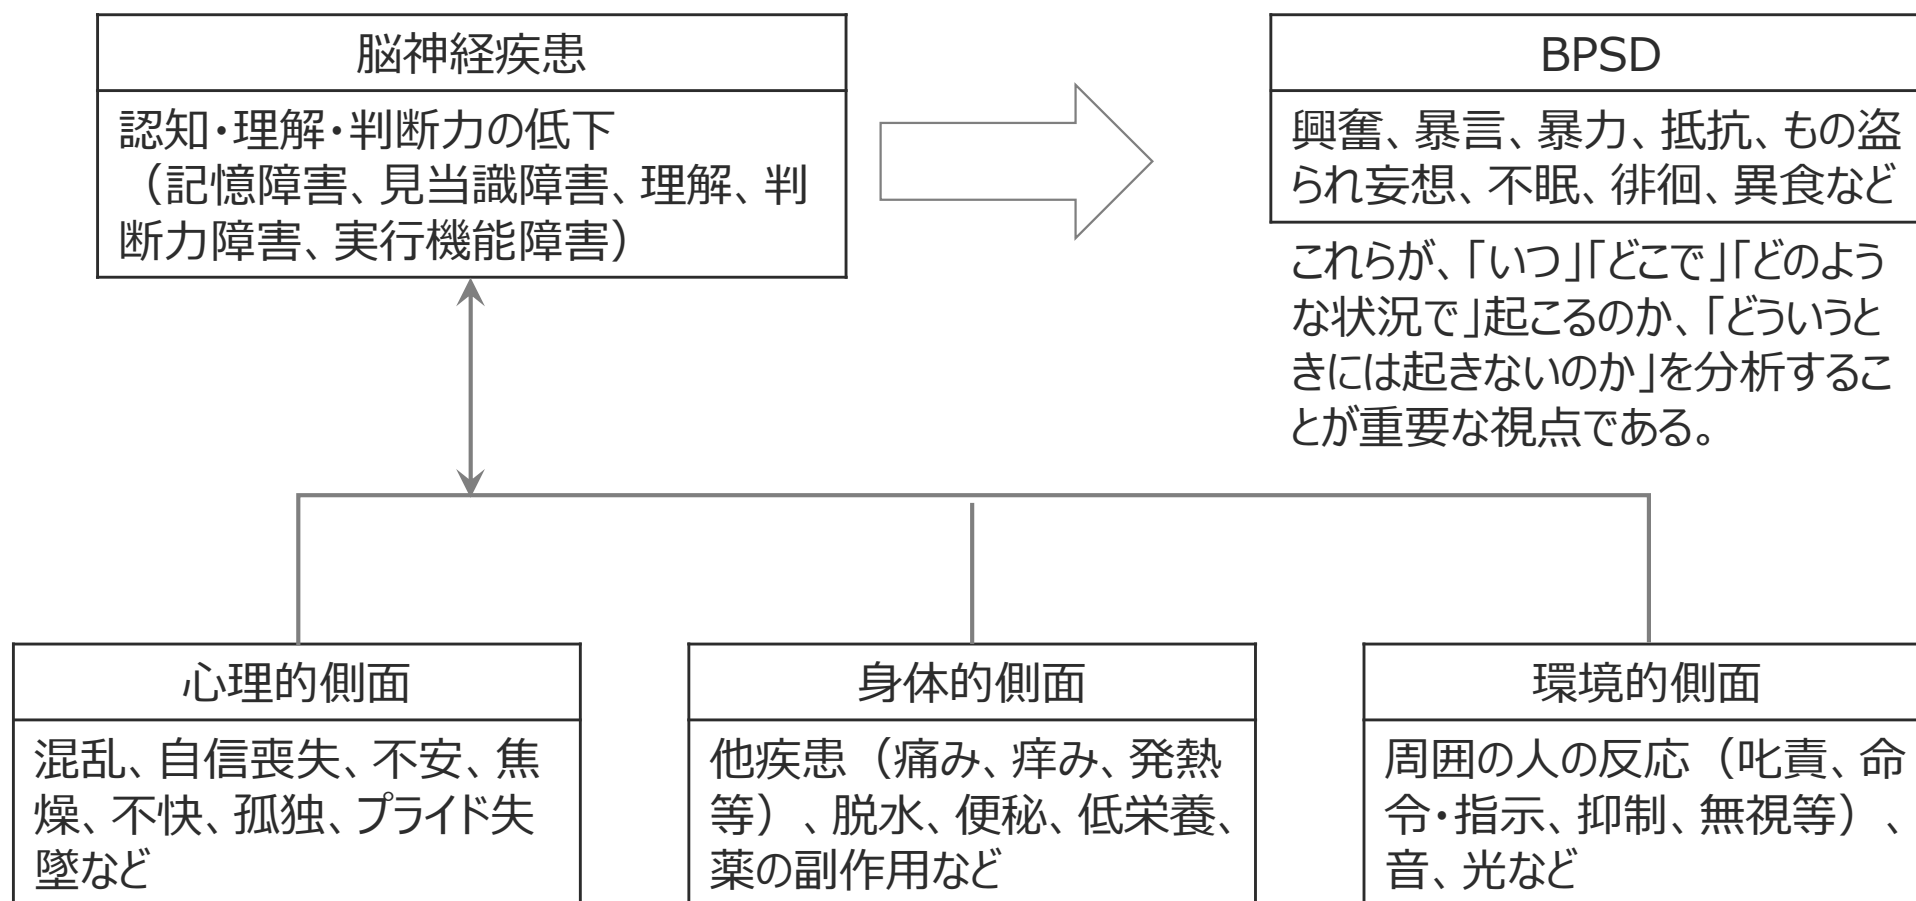 脳神経疾患
認知・理解・判断力の低下
（記憶障害、見当識障害、理解、判
断力障害、実行機能障害）
BPSD
興奮、暴言、暴力、抵抗、もの盗
られ妄想、不眠、徘徊、異食など
これらが、「いつ」「どこで」「どのよう
な状況で」起こるのか、「どういうと
きには起きないのか」を分析するこ
とが重要な視点である。
心理的側面
混乱、自信喪失、不安、焦
燥、不快、孤独、プライド失
墜など
身体的側面
他疾患（痛み、痒み、発熱
等）、脱水、便秘、低栄養、
薬の副作用など
環境的側面
周囲の人の反応（叱責、命
令・指示、抑制、無視等）、
音、光など